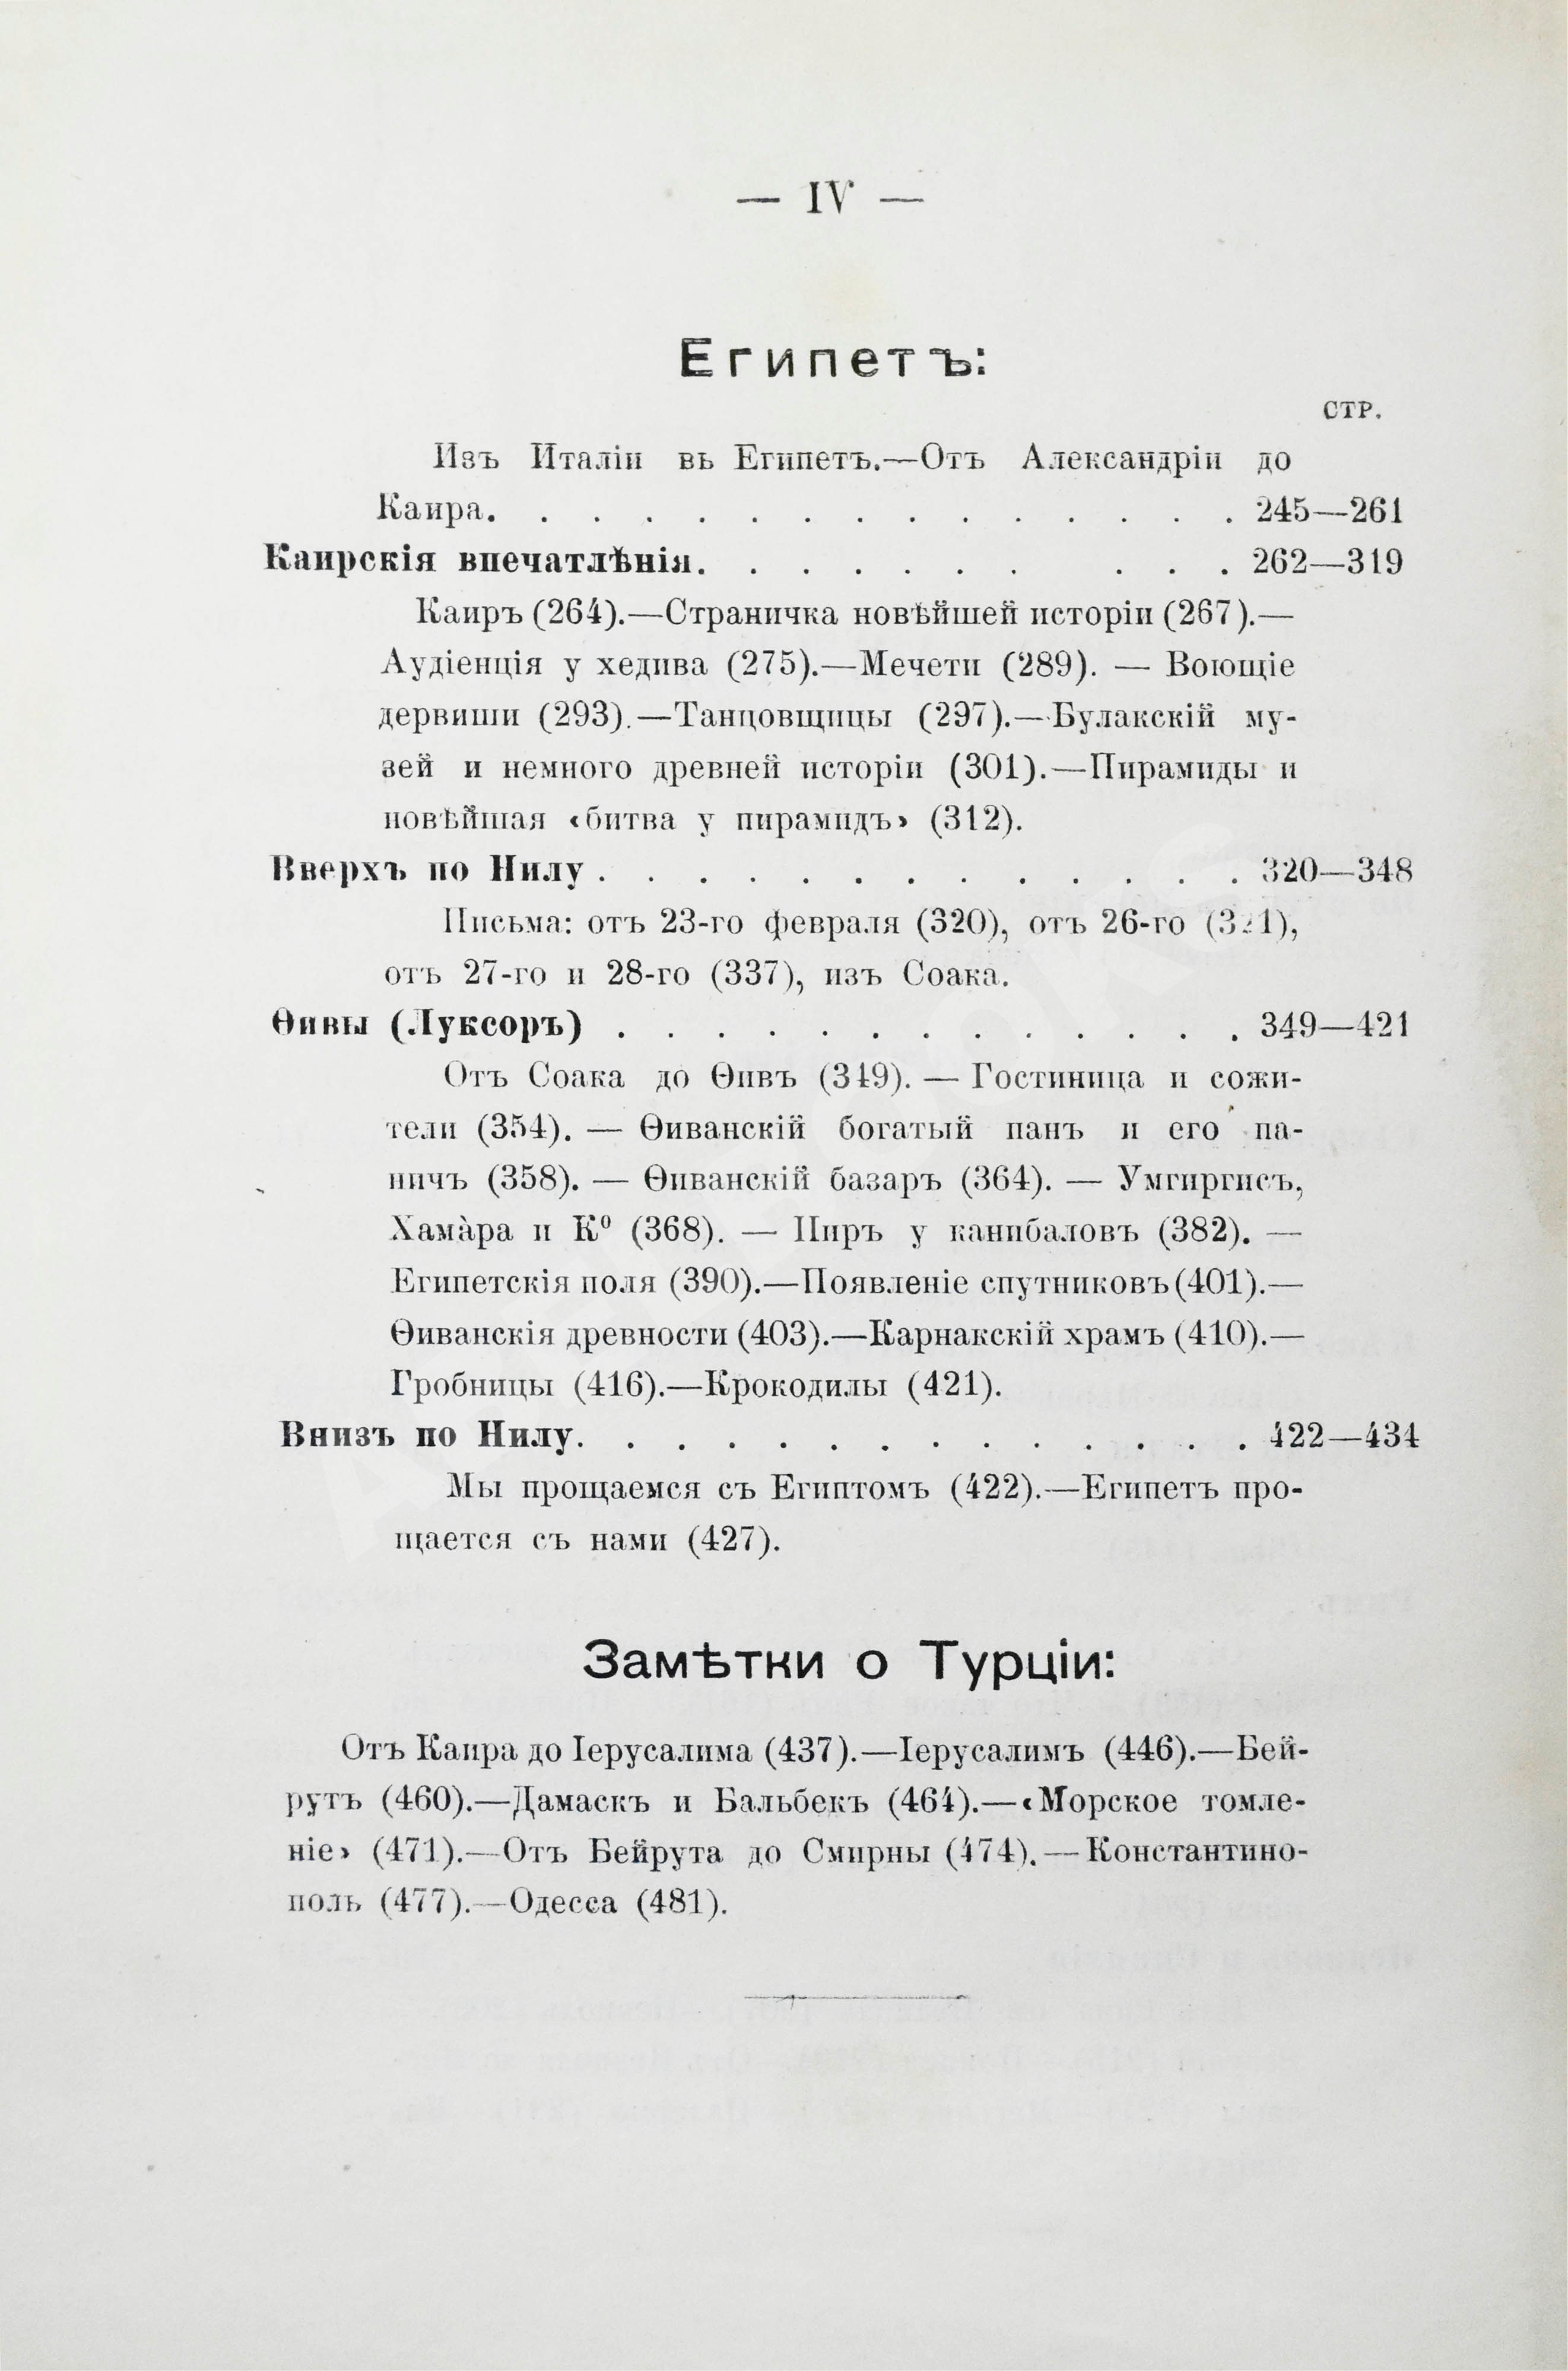 — IV —
Египетъ:
СТР.
Изъ Италіи въ Египетъ.—Отъ Александріи до
Каира. . . . . . . . . . . . . . . 245—261
Каирскія впечатлѣнія. . . . . . . . . . 262—319
Каиръ (264).—Страничка новѣйшей исторіи (267).—
Аудіенція у хедива (275).—Мечети (289). — Воющіе
дервиши (293).—Танцовщицы (297).—Булакскій му-
зей и немного древней исторіи (301).—Пирамиды и
новѣйшая «битва у пирамидъ» (312).
Вверхъ по Нилу . . . . . . . . . . . . . 320—348
Письма: отъ 23-го февраля (320), отъ 26-го
отъ 27-го и 28-го (337), изъ Соака.
Ѳивы (Луксоръ) . . . . . . . . . . . . . 349—421
Отъ Соака до Ѳивъ (349). — Гостиница и сожи-
тели (354). — Ѳиванскій богатый панъ и его па-
ничъ (358). — Ѳиванскій базаръ (364). — Умгиргисъ,
Хама̀ра и К⁰ (368). — Пиръ у канибаловъ (382). —
Египетскія поля (390).—Появленіе спутниковъ (401).—
Ѳиванскія древности (403).—Карнакскій храмъ (410).—
Гробницы (416).—Крокодилы (421).
Внизъ по Нилу. . . . . . . . . . . . . . 422—434
Мы прощаемся съ Египтомъ (422).—Египетъ про-
щается съ нами (427).
Замѣтки о Турціи:
Отъ Каира до Іерусалима (437).—Іерусалимъ (446).—Бей-
рутъ (460).—Дамаскъ и Бальбекъ (464).—«Морское томле-
ніе» (471).—Отъ Бейрута до Смирны (474).—Константино-
поль (477).—Одесса (481).